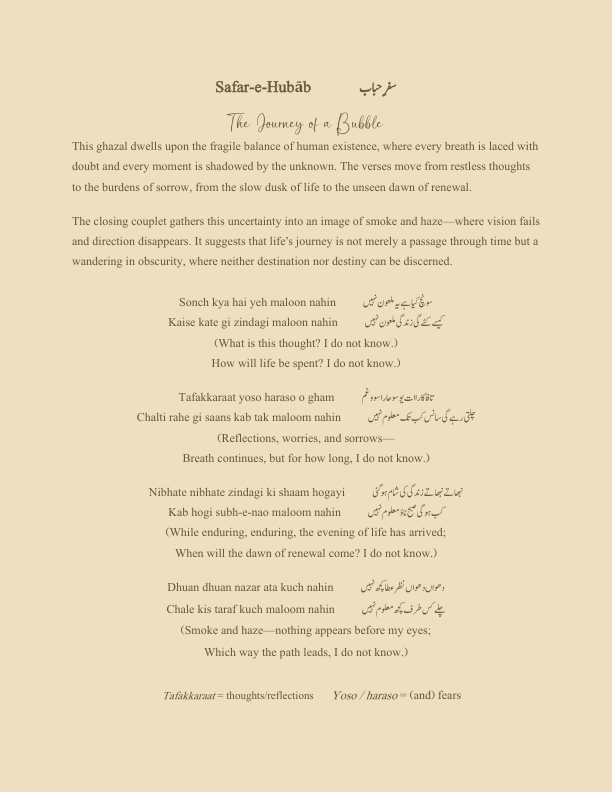 Safar-e-Hubāb سفرِ حباب
The Journey of a Bubble
This ghazal dwells upon the fragile balance of human existence, where every breath is laced with
doubt and every moment is shadowed by the unknown. The verses move from restless thoughts
to the burdens of sorrow, from the slow dusk of life to the unseen dawn of renewal.
The closing couplet gathers this uncertainty into an image of smoke and haze—where vision fails
and direction disappears. It suggests that life's journey is not merely a passage through time but a
wandering in obscurity, where neither destination nor destiny can be discerned.
Sonch kya hai yeh maloon nahin سونچ کیا ہے یہ ملعون نہیں
Kaise kate gi zindagi maloon nahin کیسے کٹے گی زندگی ملعون نہیں
(What is this thought? I do not know.)
How will life be spent? I do not know.)
Tafakkaraat yoso haraso o gham تافاکارات یوسو حاراسو و غم
Chalti rahe gi saans kab tak maloom nahin چلتی رہے گی سانس کب تک معلوم نہیں
(Reflections, worries, and sorrows—
Breath continues, but for how long, I do not know.)
Nibhate nibhate zindagi ki shaam hogayi نبھاتے نبھاتے زندگی کی شام ہو گئی
Kab hogi subh-e-nao maloom nahin کب ہو گی صبح ناؤ معلوم نہیں
(While enduring, enduring, the evening of life has arrived;
When will the dawn of renewal come? I do not know.)
Dhuan dhuan nazar ata kuch nahin دھواں دھواں نظر عطا کچھ نہیں
Chale kis taraf kuch maloom nahin چلے کس طرف کچھ معلوم نہیں
(Smoke and haze—nothing appears before my eyes;
Which way the path leads, I do not know.)
Tafakkaraat = thoughts/reflections Yoso / haraso = (and) fears